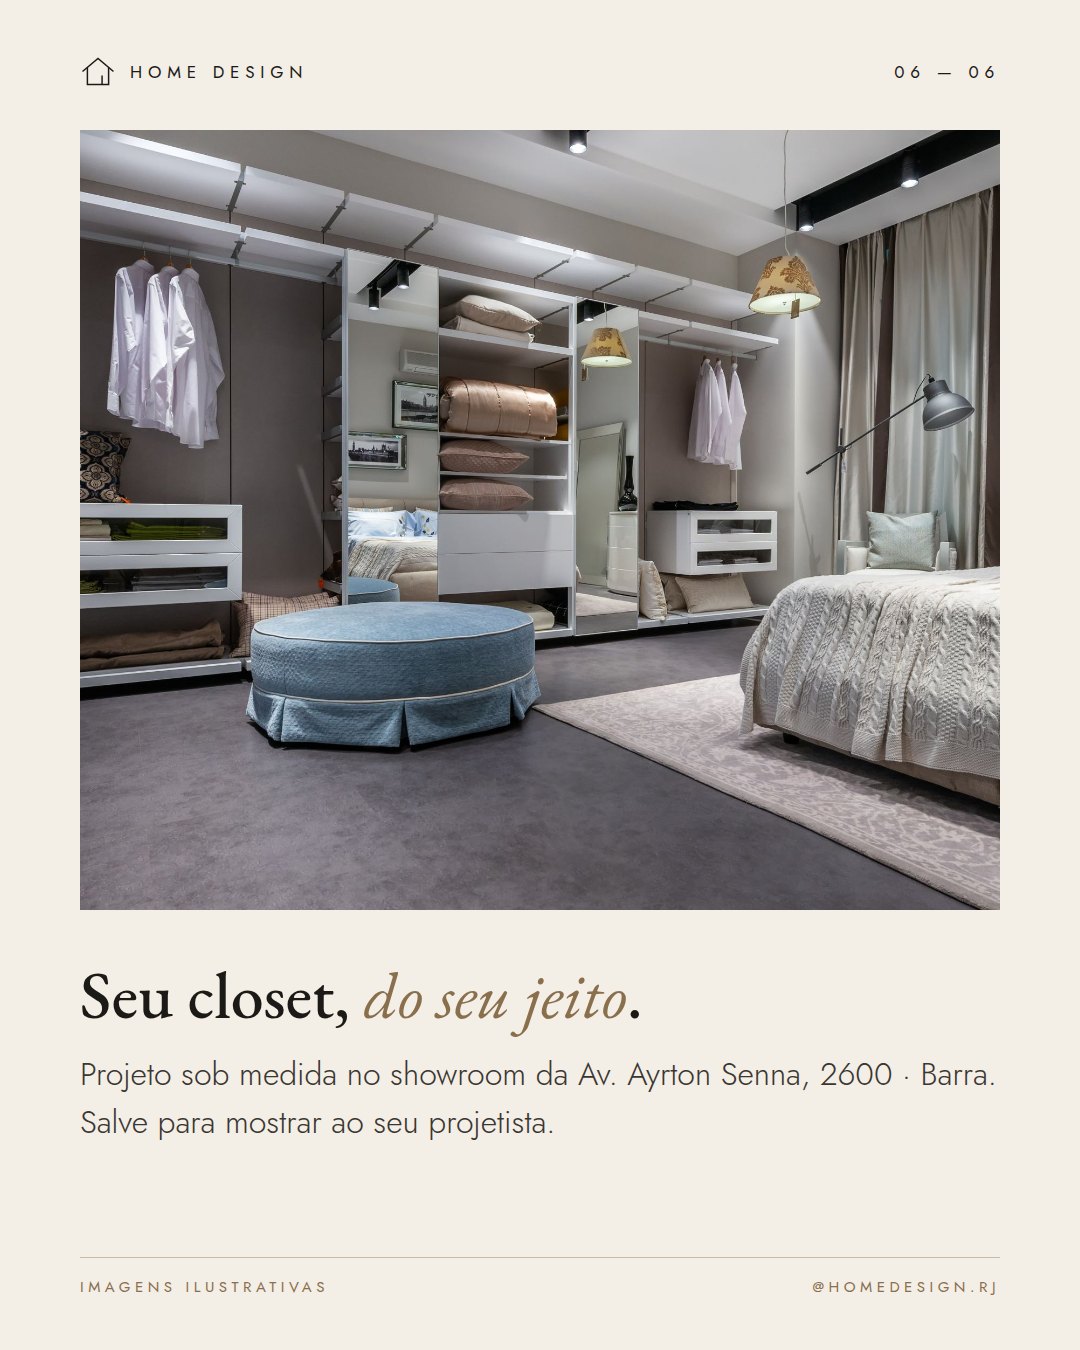 HOME DESIGN
06 — 06
Seu closet, do seu jeito.
Projeto sob medida no showroom da Av. Ayrton Senna, 2600 · Barra.
Salve para mostrar ao seu projetista.
IMAGENS ILUSTRATIVAS
@HOMEDESIGN.RJ